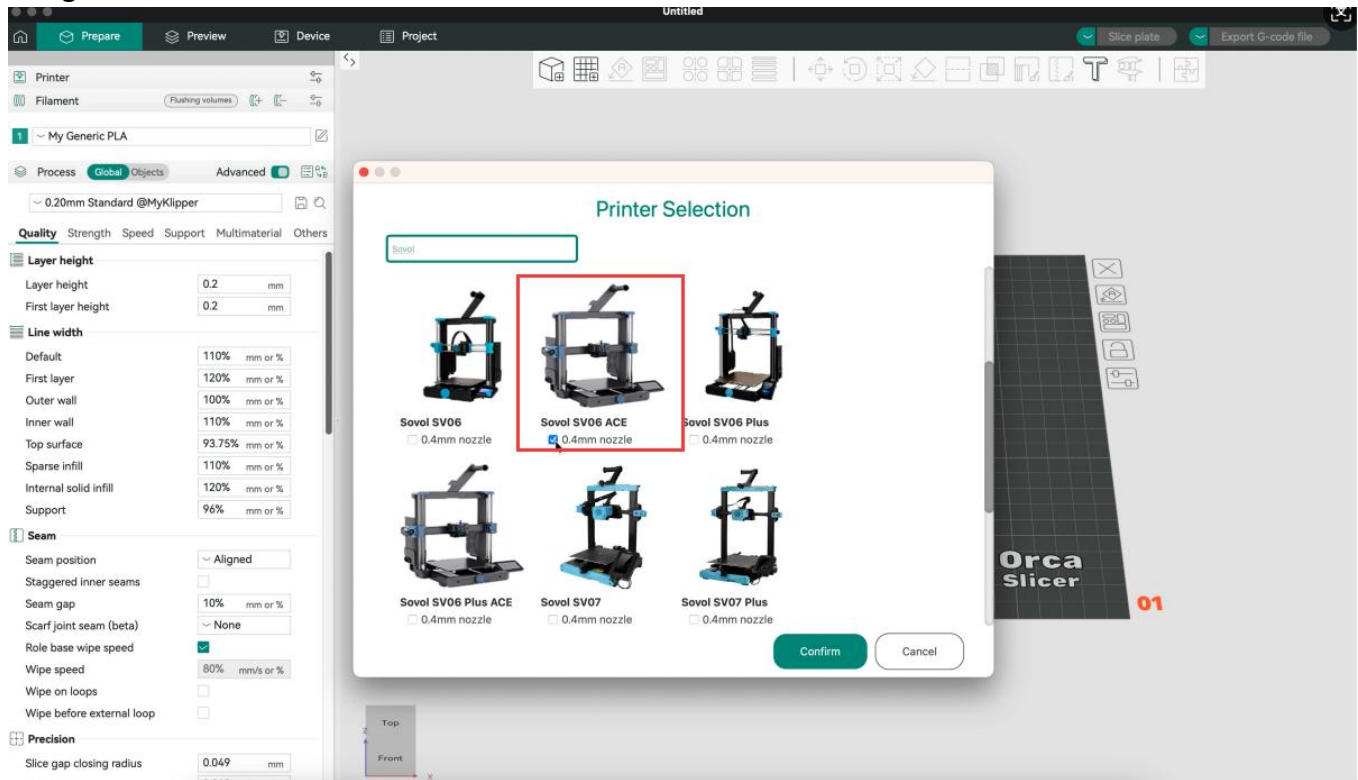 Untitled
Prepare Preview Device Project Slice plate Export G-code file
Printer
Filament Flushing volumes
1 My Generic PLA
Process Global Objects Advanced
0.20mm Standard @MyKlipper
Quality Strength Speed Support Multimaterial Others
Layer height
Layer height 0.2 mm
First layer height 0.2 mm
Line width
Default 110% mm or %
First layer 120% mm or %
Outer wall 100% mm or %
Inner wall 110% mm or %
Top surface 93.75% mm or %
Sparse infill 110% mm or %
Internal solid infill 120% mm or %
Support 96% mm or %
Seam
Seam position Aligned
Staggered inner seams
Seam gap 10% mm or %
Scarf joint seam (beta) None
Role base wipe speed
Wipe speed 80% mm/s or %
Wipe on loops
Wipe before external loop
Precision
Slice gap closing radius 0.049 mm
Printer Selection
Sovol
Sovol SV06 Sovol SV06 ACE Sovol SV06 Plus
0.4mm nozzle 0.4mm nozzle 0.4mm nozzle
Sovol SV06 Plus ACE Sovol SV07 Sovol SV07 Plus
0.4mm nozzle 0.4mm nozzle 0.4mm nozzle
Confirm Cancel
Orca
Slicer
01
Top
z
Front
x